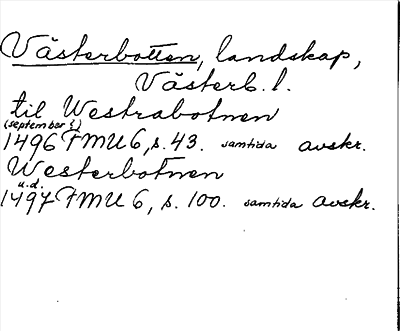 Västerbotten, landskap,
Västerb. l.
til Westrabotnen
(september ?)
1496 FMU 6, s. 43. samtida avskr.
Westerbotnen
u.d.
1497 FMU 6, s. 100. samtida avskr.